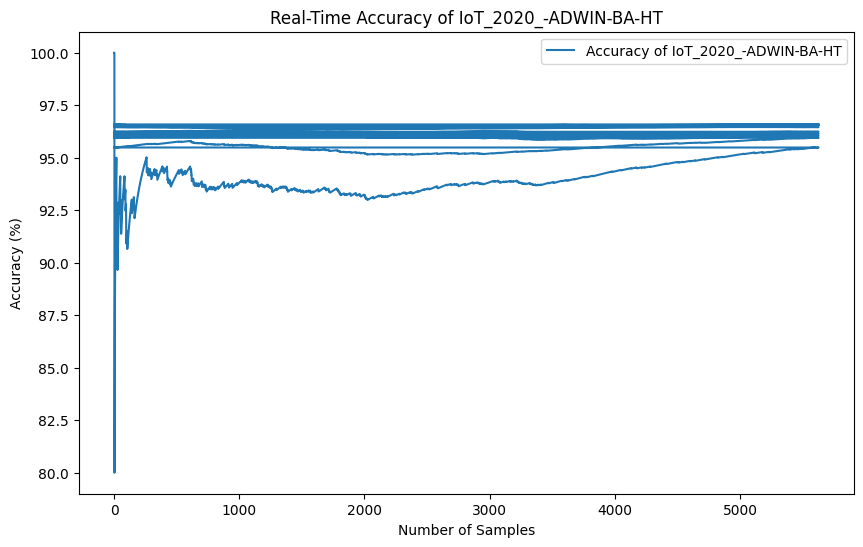 Real-Time Accuracy of IoT_2020_-ADWIN-BA-HT
Accuracy of IoT_2020_-ADWIN-BA-HT
100.0
97.5
95.0
92.5
90.0
87.5
85.0
82.5
80.0
Accuracy (%)
0 1000 2000 3000 4000 5000
Number of Samples